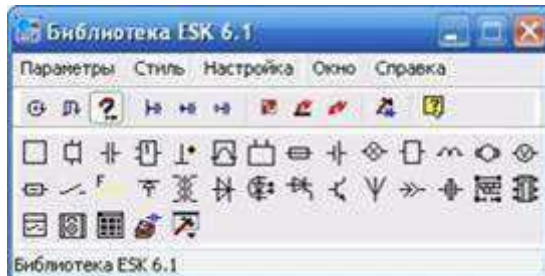 Библиотека ESK 6.1
Параметры Стиль Настройка Окно Справка
F
Библиотека ESK 6.1